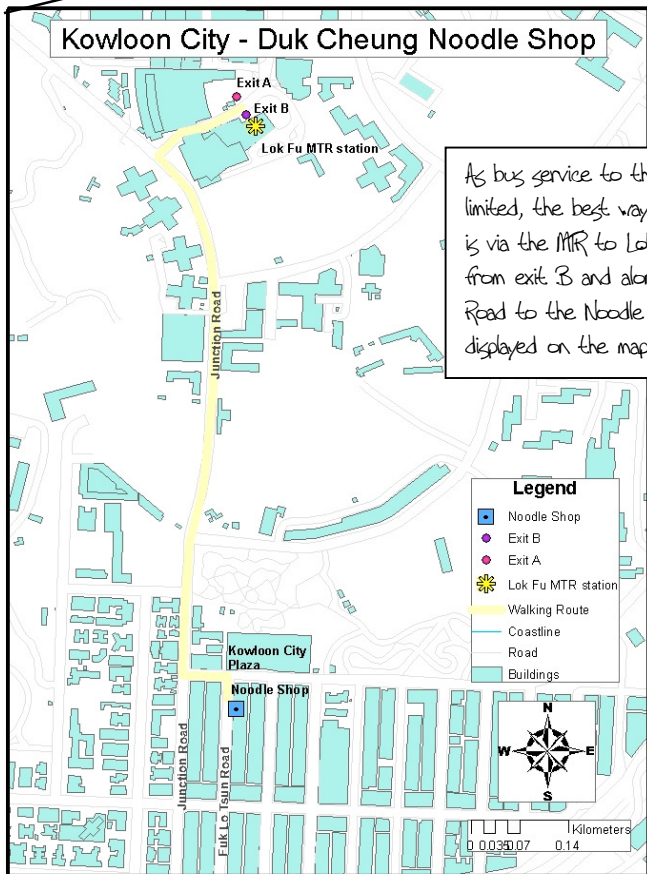 Kowloon City - Duk Cheung Noodle Shop
Exit A
Exit B
Lok Fu MTR station
As bus service to
limited, the best way
is via the MTR to
from exit B and
Road to the Noodle
displayed on the map
Junction Road
Legend
Noodle Shop
Exit B
Exit A
Lok Fu MTR station
Walking Route
Coastline
Road
Buildings
Kowloon City
Plaza
Noodle Shop
Junction Road
Fuk Lo Tsun Road
N
W
E
S
Kilometers
0 0.035 0.07 0.14